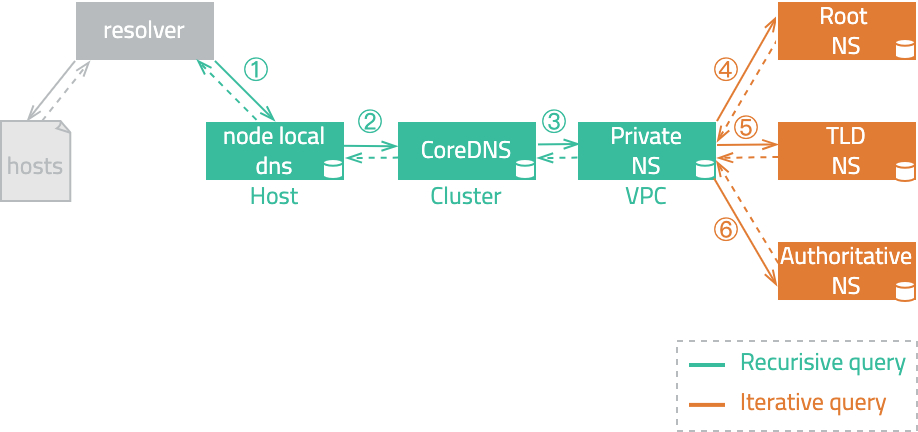 resolver
hosts
①
node local
dns
Host
②
CoreDNS
Cluster
③
Private
NS
VPC
④
Root
NS
⑤
TLD
NS
⑥
Authoritative
NS
Recurisive query
Iterative query